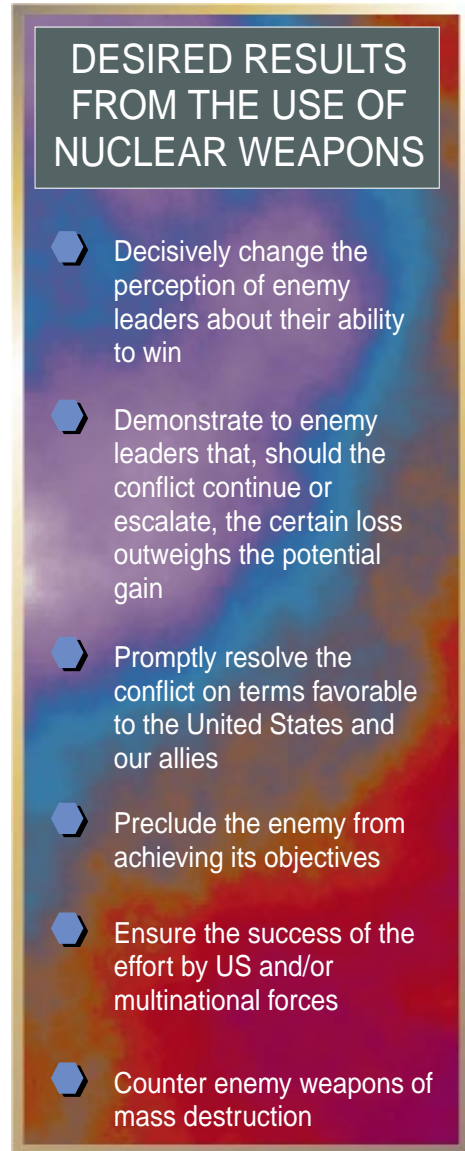 DESIRED RESULTS
FROM THE USE OF
NUCLEAR WEAPONS
Decisively change the
perception of enemy
leaders about their ability
to win
Demonstrate to enemy
leaders that, should the
conflict continue or
escalate, the certain loss
outweighs the potential
gain
Promptly resolve the
conflict on terms favorable
to the United States and
our allies
Preclude the enemy from
achieving its objectives
Ensure the success of the
effort by US and/or
multinational forces
Counter enemy weapons of
mass destruction